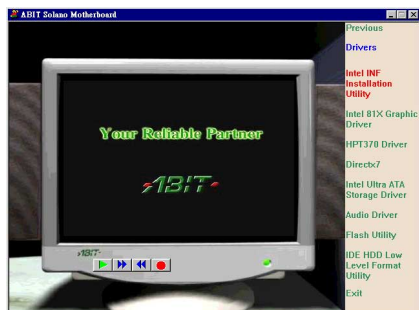 ABIT Solano Motherboard
Previous
Drivers
Intel INF
Installation
Utility
Intel 81X Graphic
Driver
HPT370 Driver
Directx7
Intel Ultra ATA
Storage Driver
Audio Driver
Flash Utility
IDE HDD Low
Level Format
Utility
Exit
Your Reliable Partner
ABIT
ABIT